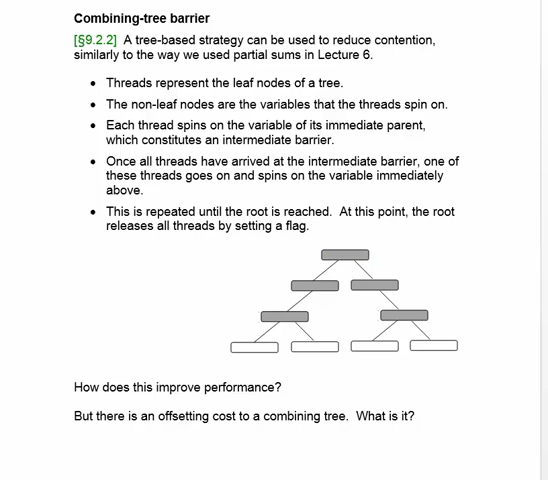 Combining-tree barrier
[§9.2.2] A tree-based strategy can be used to reduce contention,
similarly to the way we used partial sums in Lecture 6.
• Threads represent the leaf nodes of a tree.
• The non-leaf nodes are the variables that the threads spin on.
• Each thread spins on the variable of its immediate parent,
which constitutes an intermediate barrier.
• Once all threads have arrived at the intermediate barrier, one of
these threads goes on and spins on the variable immediately
above.
• This is repeated until the root is reached. At this point, the root
releases all threads by setting a flag.
How does this improve performance?
But there is an offsetting cost to a combining tree. What is it?